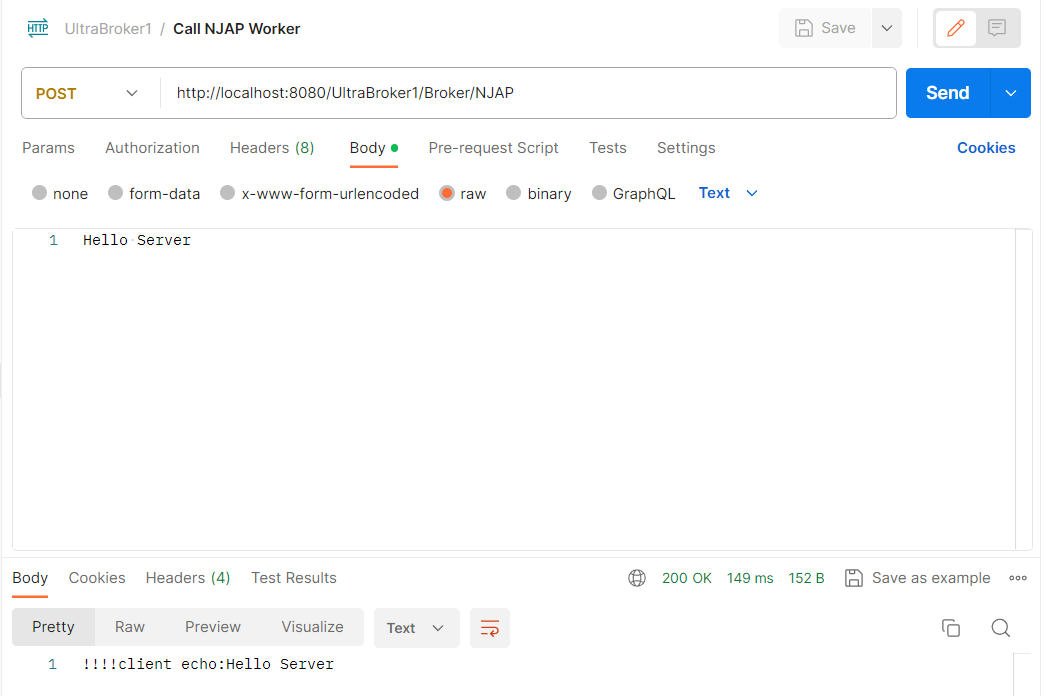 HTTP UltraBroker1 / Call NJAP Worker Save
POST http://localhost:8080/UltraBroker1/Broker/NJAP Send
Params Authorization Headers (8) Body Pre-request Script Tests Settings Cookies
none form-data x-www-form-urlencoded raw binary GraphQL Text
1 Hello Server
Body Cookies Headers (4) Test Results 200 OK 149 ms 152 B Save as example
Pretty Raw Preview Visualize Text
1 !!!!client echo:Hello Server